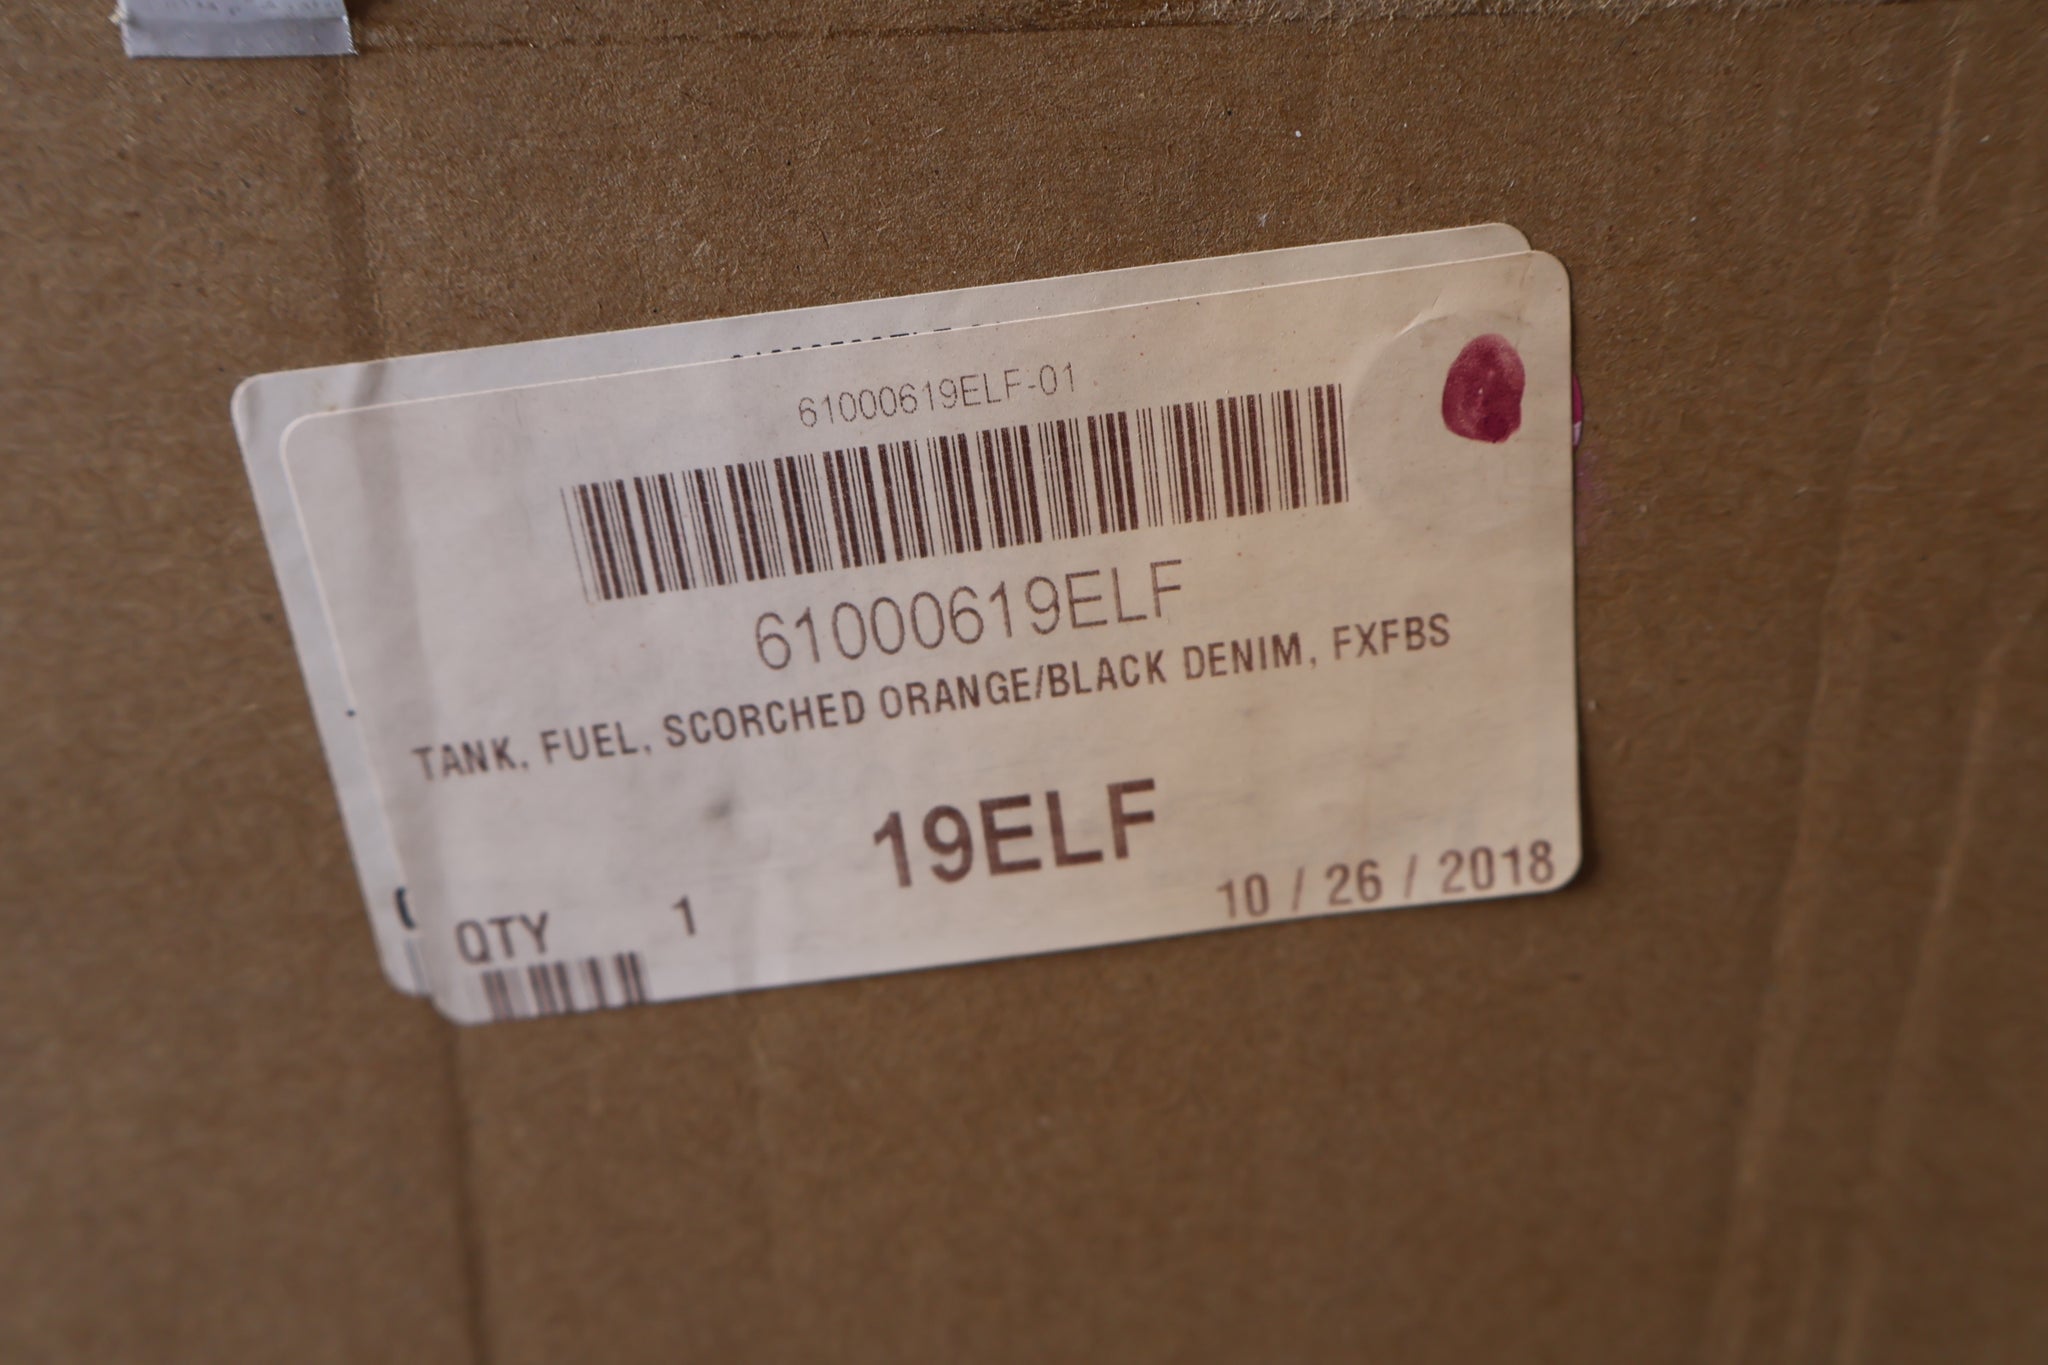 61000619ELF-01
61000619ELF
TANK, FUEL, SCORCHED ORANGE/BLACK DENIM, FXFBS
19ELF
QTY 1
10 / 26 / 2018